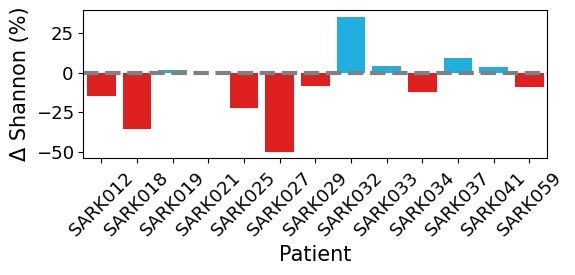 Δ Shannon (%)
25
0
−25
−50
SARK012
SARK018
SARK019
SARK021
SARK025
SARK027
SARK029
SARK032
SARK033
SARK034
SARK037
SARK041
SARK059
Patient